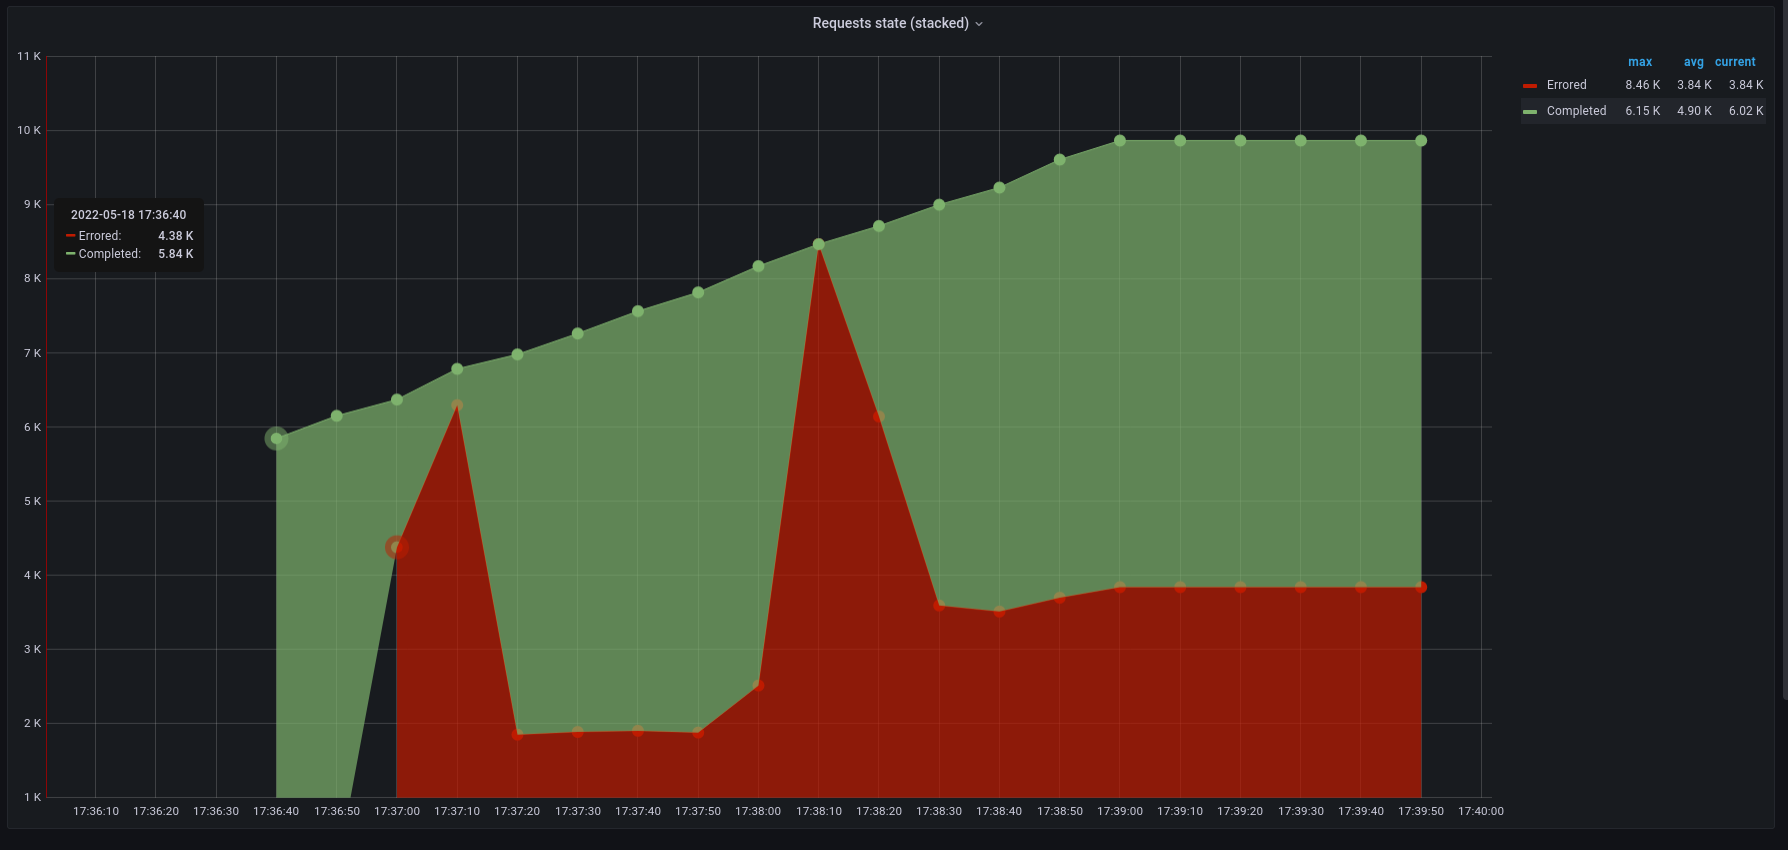 Requests state (stacked)
max avg current
Errored 8.46 K 3.84 K 3.84 K
Completed 6.15 K 4.90 K 6.02 K
11 K
10 K
9 K
8 K
7 K
6 K
5 K
4 K
3 K
2 K
1 K
2022-05-18 17:36:40
Errored: 4.38 K
Completed: 5.84 K
17:36:10 17:36:20 17:36:30 17:36:40 17:36:50 17:37:00 17:37:10 17:37:20 17:37:30 17:37:40 17:37:50 17:38:00 17:38:10 17:38:20 17:38:30 17:38:40 17:38:50 17:39:00 17:39:10 17:39:20 17:39:30 17:39:40 17:39:50 17:40:00